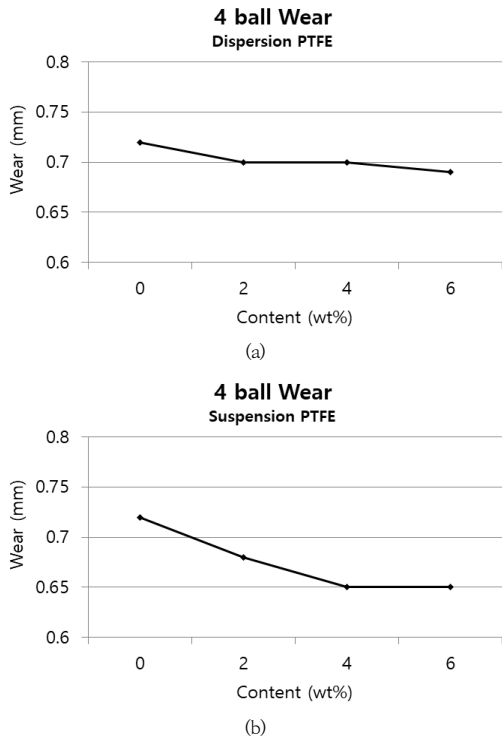 4 ball Wear
Dispersion PTFE
0.8
0.75
0.7
0.65
0.6
Wear (mm)
0 2 4 6
Content (wt%)
(a)
4 ball Wear
Suspension PTFE
0.8
0.75
0.7
0.65
0.6
Wear (mm)
0 2 4 6
Content (wt%)
(b)